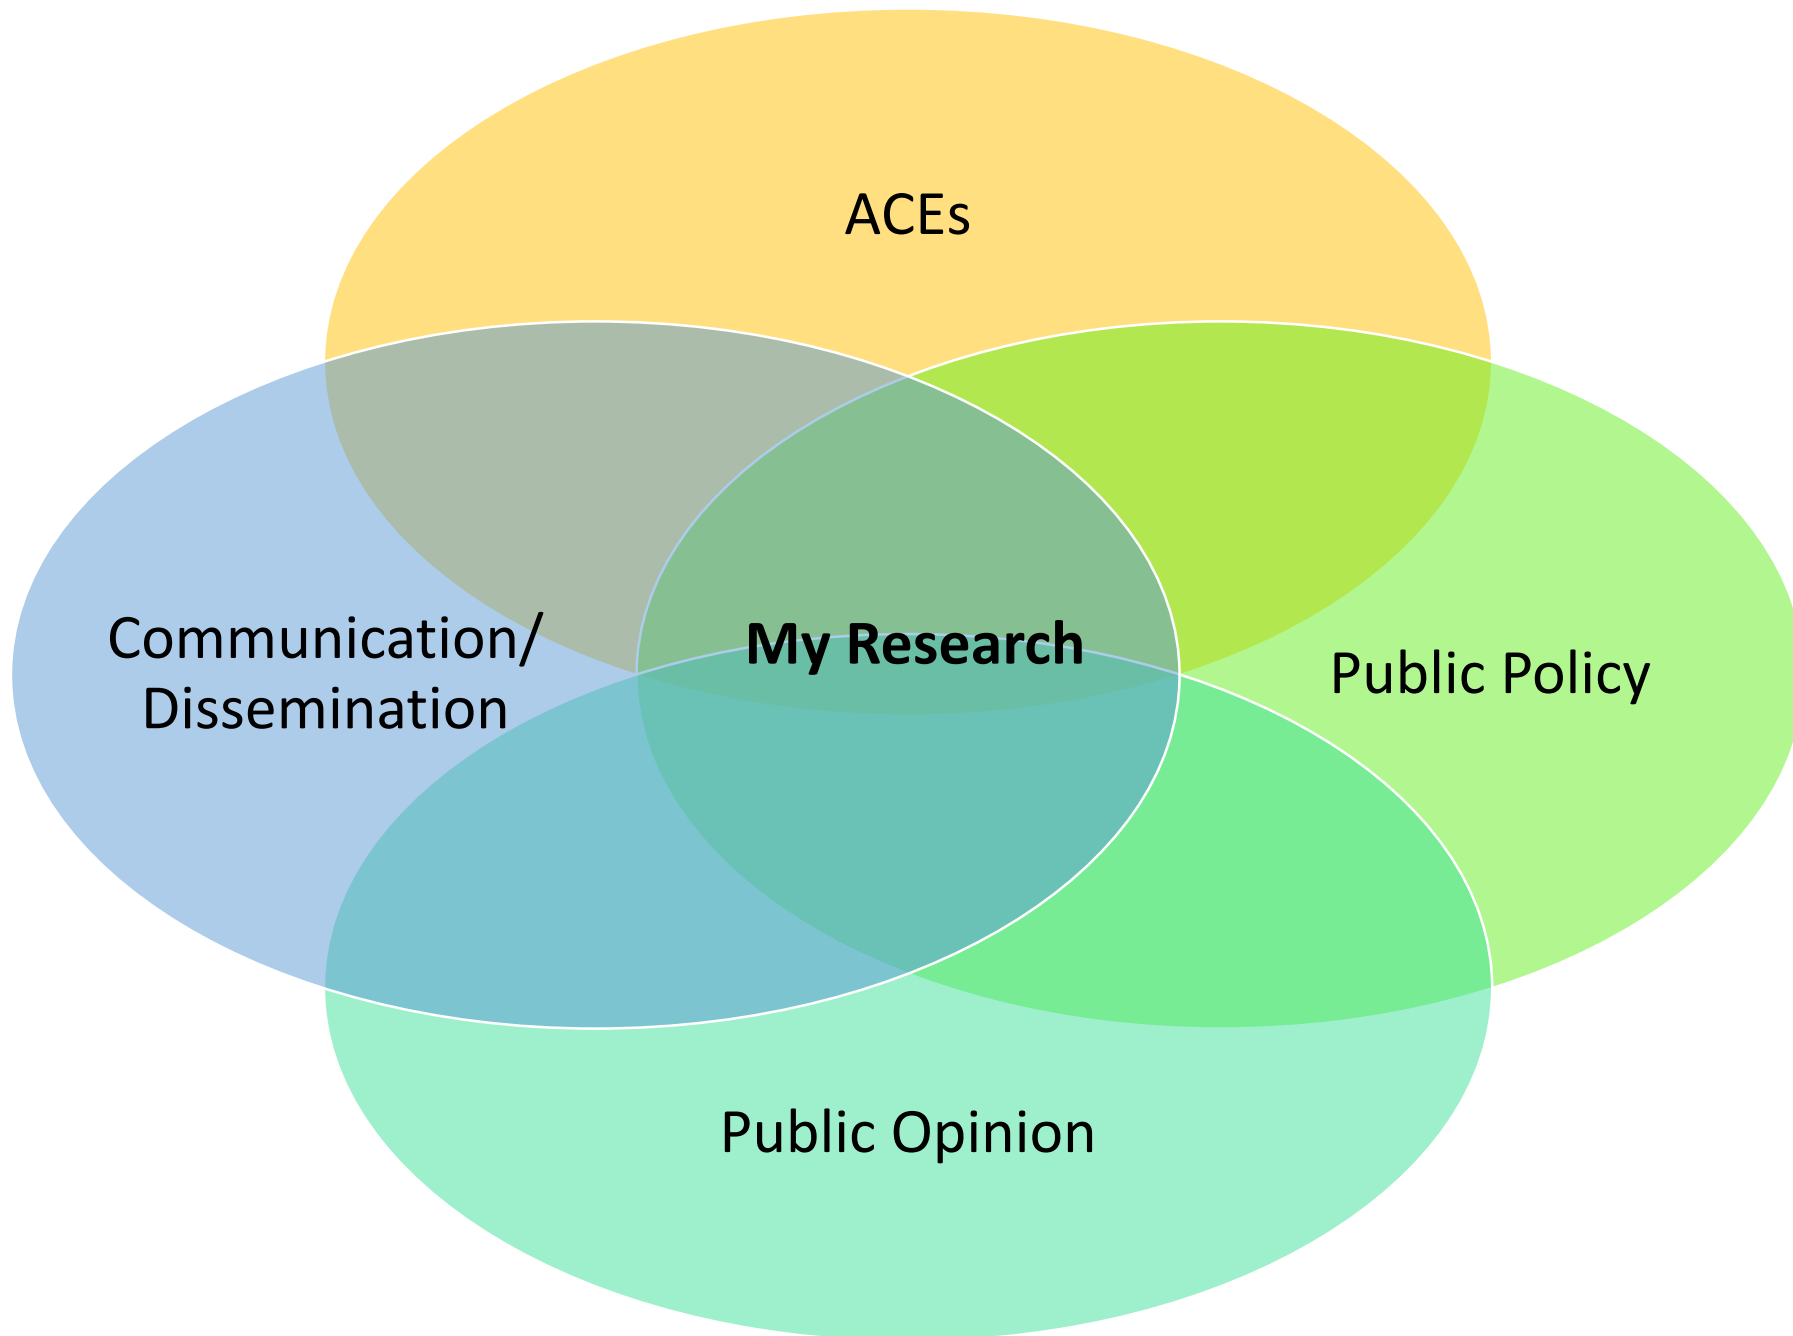 ACEs
Communication/
Dissemination
My Research
Public Policy
Public Opinion